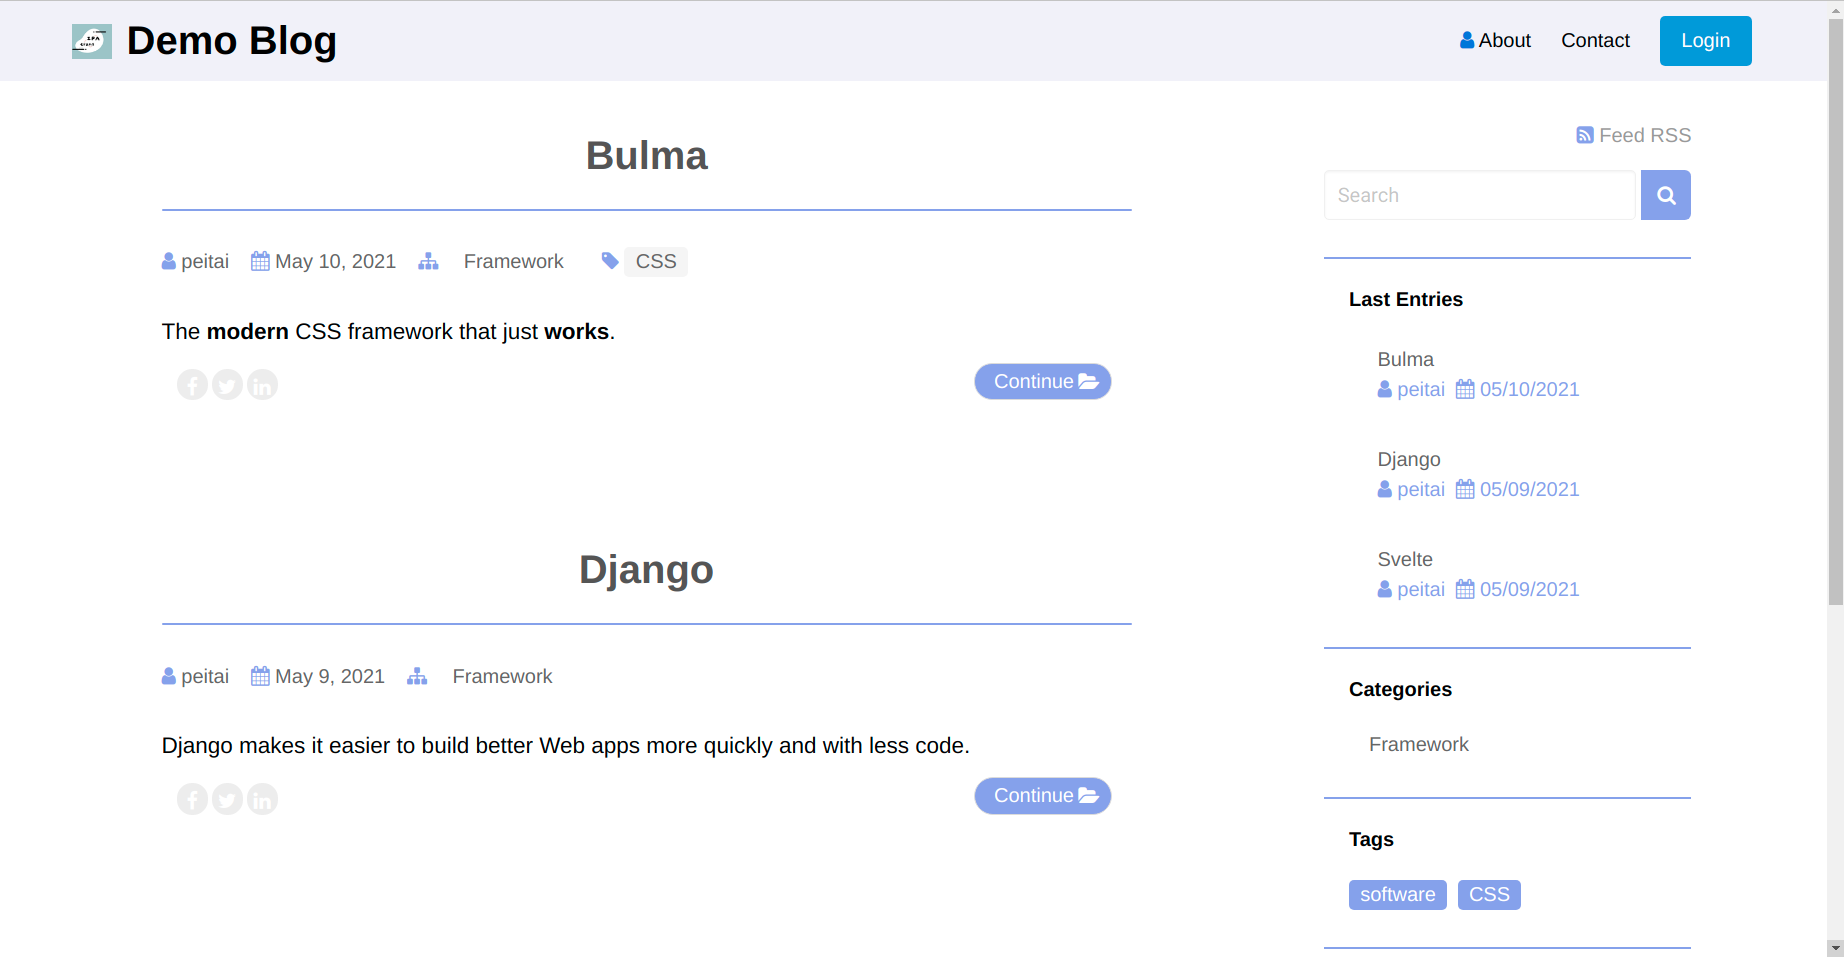 Demo Blog
About Contact Login
Bulma
peitai May 10, 2021 Framework CSS
The modern CSS framework that just works.
Continue
Django
peitai May 9, 2021 Framework
Django makes it easier to build better Web apps more quickly and with less code.
Continue
Feed RSS
Search
Last Entries
Bulma
peitai 05/10/2021
Django
peitai 05/09/2021
Svelte
peitai 05/09/2021
Categories
Framework
Tags
software CSS